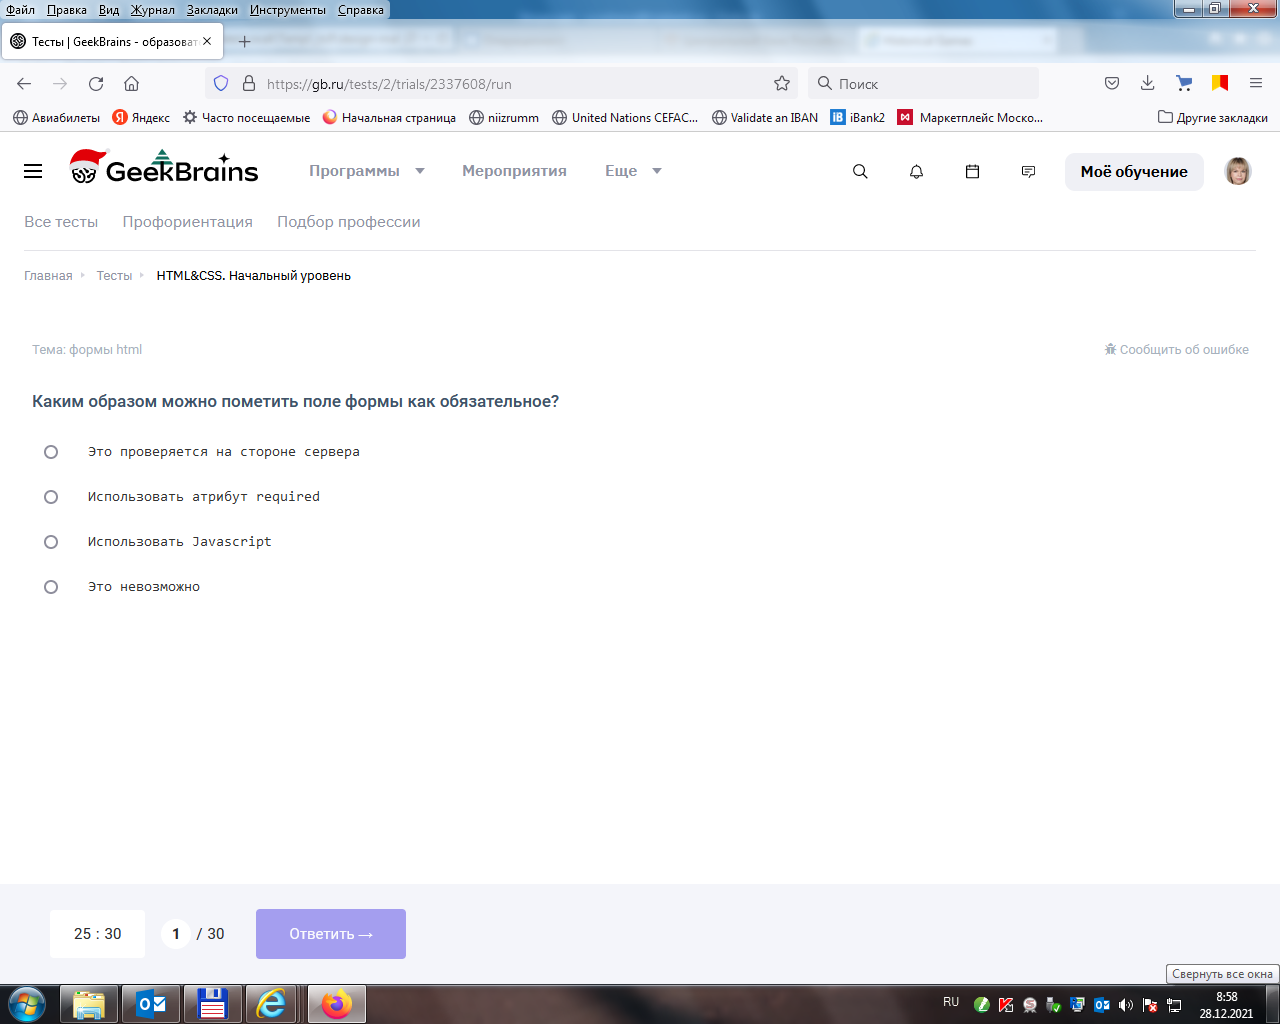 Файл Правка Вид Журнал Закладки Инструменты Справка
Тесты | GeekBrains - образоват
https://gb.ru/tests/2/trials/2337608/run
Поиск
Авиабилеты Яндекс Часто посещаемые Начальная страница niizrumm United Nations CEFAC... Validate an IBAN iBank2 Маркетплейс Моско... Другие закладки
GeekBrains Программы Мероприятия Еще Моё обучение
Все тесты Профориентация Подбор профессии
Главная Тесты HTML&CSS. Начальный уровень
Тема: формы html Сообщить об ошибке
Каким образом можно пометить поле формы как обязательное?
Это проверяется на стороне сервера
Использовать атрибут required
Использовать Javascript
Это невозможно
25 : 30 1 / 30 Ответить →
Свернуть все окна
RU 8:58
28.12.2021